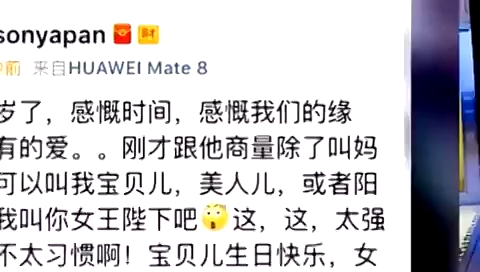 sonyapan 财
前 来自HUAWEI Mate 8
岁了，感慨时间，感慨我们的缘
有的爱。。刚才跟他商量除了叫妈
可以叫我宝贝儿，美人儿，或者阳
我叫你女王陛下吧😲这，这，太强
不太习惯啊！宝贝儿生日快乐，女